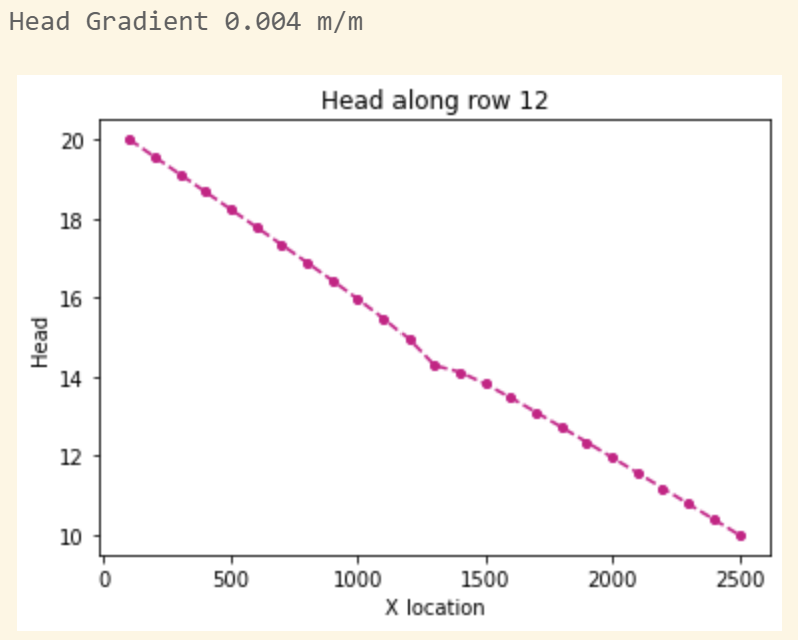 Head Gradient 0.004 m/m
Head along row 12
20
18
16
14
12
10
Head
0 500 1000 1500 2000 2500
X location